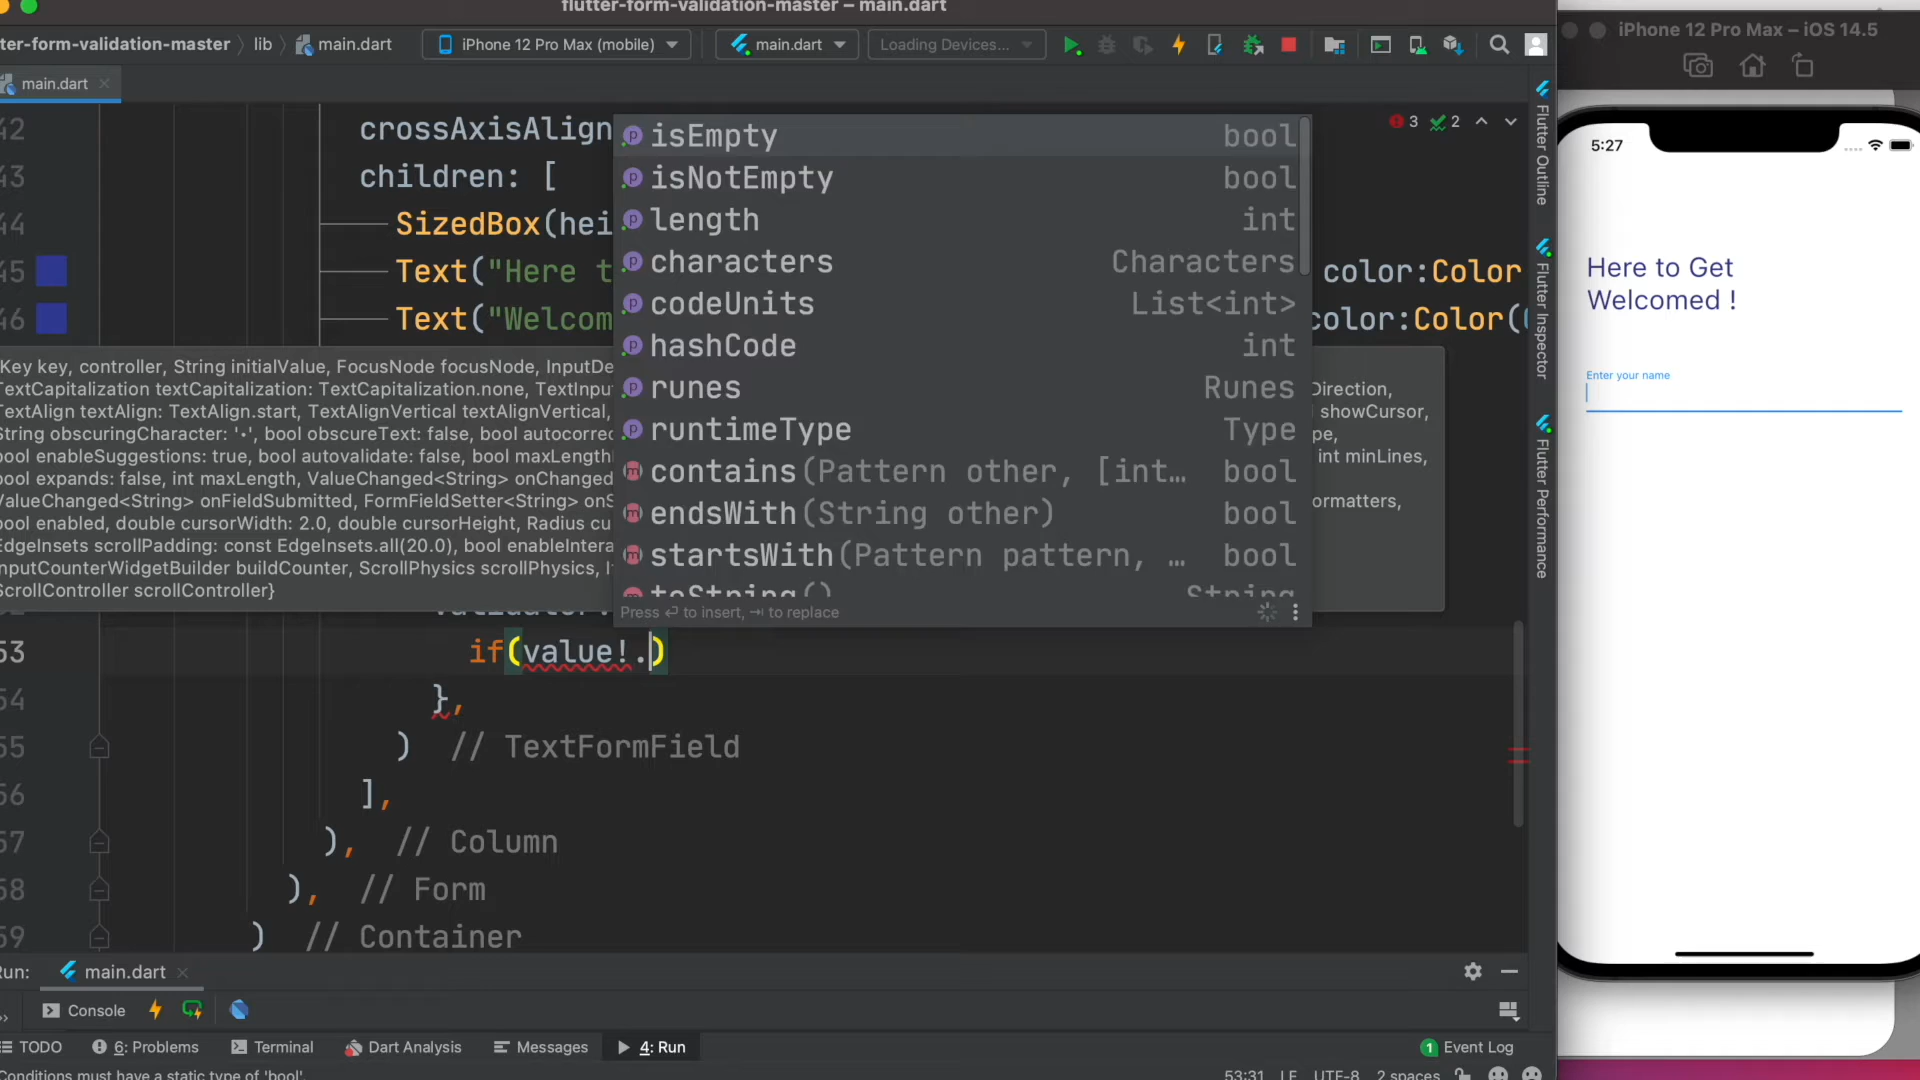 flutter-form-validation-master – main.dart
iPhone 12 Pro Max – iOS 14.5
ter-form-validation-master
lib
main.dart
iPhone 12 Pro Max (mobile)
main.dart
Loading Devices...
main.dart
42
crossAxisAlign
43
children: [
44
SizedBox(hei
45
Text("Here t
color:Color
46
Text("Welcom
color:Color(
3
2
isEmpty bool
isNotEmpty bool
length int
characters Characters
codeUnits List<int>
hashCode int
runes Runes
runtimeType Type
contains(Pattern other, [int… bool
endsWith(String other) bool
startsWith(Pattern pattern, … bool
toString() String
Press ↵ to insert, ⇥ to replace
Key key, controller, String initialValue, FocusNode focusNode, InputDe
TextCapitalization textCapitalization: TextCapitalization.none, TextInput
Direction,
TextAlign textAlign: TextAlign.start, TextAlignVertical textAlignVertical,
showCursor,
String obscuringCharacter: '•', bool obscureText: false, bool autocorrec
pe,
bool enableSuggestions: true, bool autovalidate: false, bool maxLength
int minLines,
bool expands: false, int maxLength, ValueChanged<String> onChanged
ValueChanged<String> onFieldSubmitted, FormFieldSetter<String> onS
ormatters,
bool enabled, double cursorWidth: 2.0, double cursorHeight, Radius cu
EdgeInsets scrollPadding: const EdgeInsets.all(20.0), bool enableIntera
InputCounterWidgetBuilder buildCounter, ScrollPhysics scrollPhysics, It
ScrollController scrollController}
validator:
53
if(value!.)
54
},
55
) // TextFormField
56
],
57
), // Column
58
), // Form
59
) // Container
Flutter Outline
Flutter Inspector
Flutter Performance
5:27
Here to Get
Welcomed !
Enter your name
Run:
main.dart
Console
TODO
6: Problems
Terminal
Dart Analysis
Messages
4: Run
1
Event Log
Conditions must have a static type of 'bool'.
53:31
LF
UTF-8
2 spaces